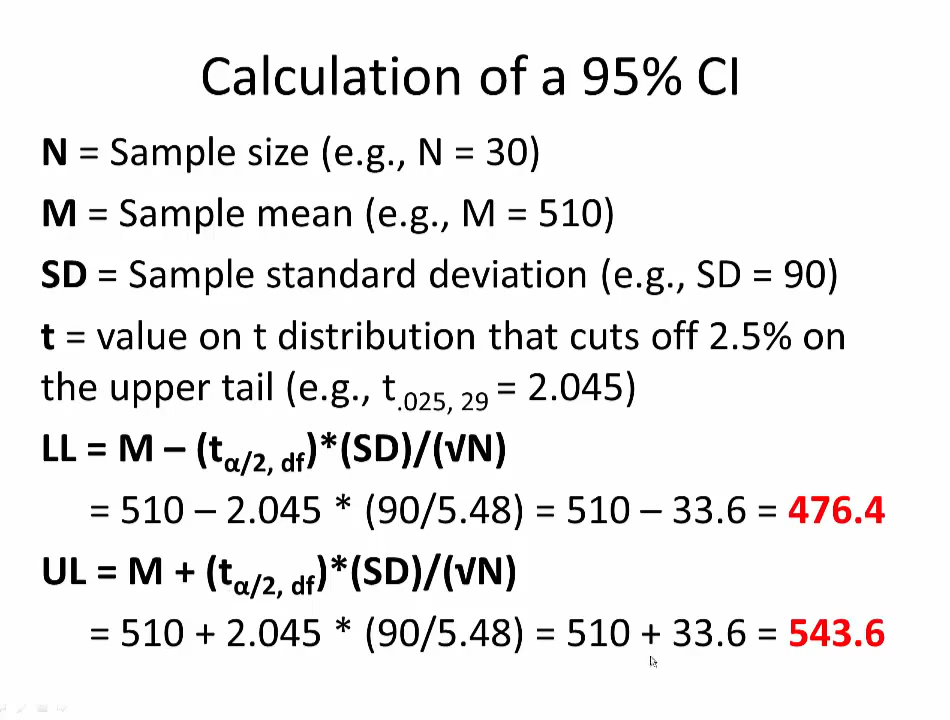 Calculation of a 95% CI
N = Sample size (e.g., N = 30)
M = Sample mean (e.g., M = 510)
SD = Sample standard deviation (e.g., SD = 90)
t = value on t distribution that cuts off 2.5% on
the upper tail (e.g., t.025, 29 = 2.045)
LL = M – (tα/2, df)*(SD)/(√N)
= 510 – 2.045 * (90/5.48) = 510 – 33.6 = 476.4
UL = M + (tα/2, df)*(SD)/(√N)
= 510 + 2.045 * (90/5.48) = 510 + 33.6 = 543.6